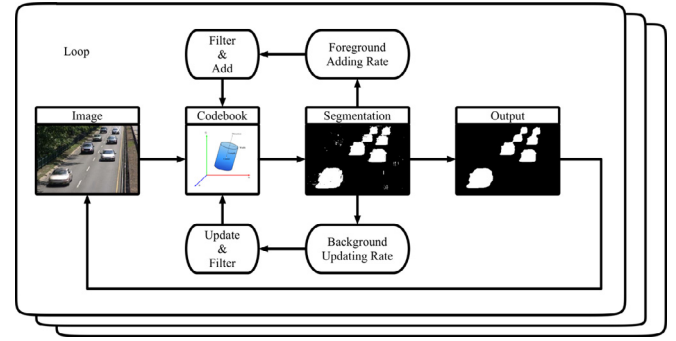 Loop
Filter
&
Add
Foreground
Adding Rate
Image
Codebook
Segmentation
Output
Update
&
Filter
Background
Updating Rate